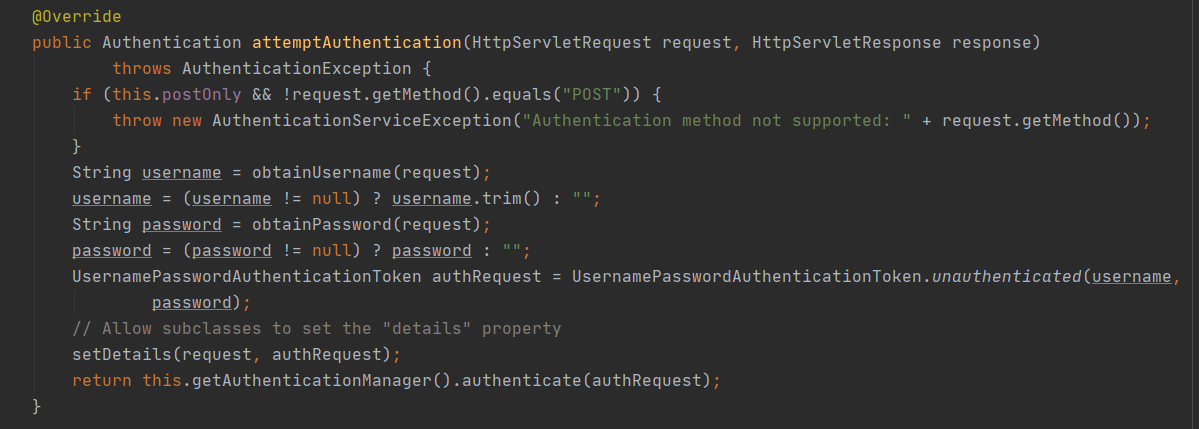 @Override
public Authentication attemptAuthentication(HttpServletRequest request, HttpServletResponse response)
        throws AuthenticationException {
    if (this.postOnly && !request.getMethod().equals("POST")) {
        throw new AuthenticationServiceException("Authentication method not supported: " + request.getMethod());
    }
    String username = obtainUsername(request);
    username = (username != null) ? username.trim() : "";
    String password = obtainPassword(request);
    password = (password != null) ? password : "";
    UsernamePasswordAuthenticationToken authRequest = UsernamePasswordAuthenticationToken.unauthenticated(username,
            password);
    // Allow subclasses to set the "details" property
    setDetails(request, authRequest);
    return this.getAuthenticationManager().authenticate(authRequest);
}